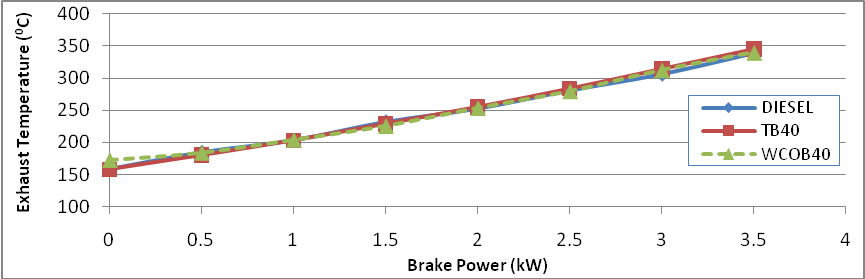 Exhaust Temperature (⁰C)
400
350
300
250
200
150
100
0 0.5 1 1.5 2 2.5 3 3.5 4
Brake Power (kW)
DIESEL
TB40
WCOB40